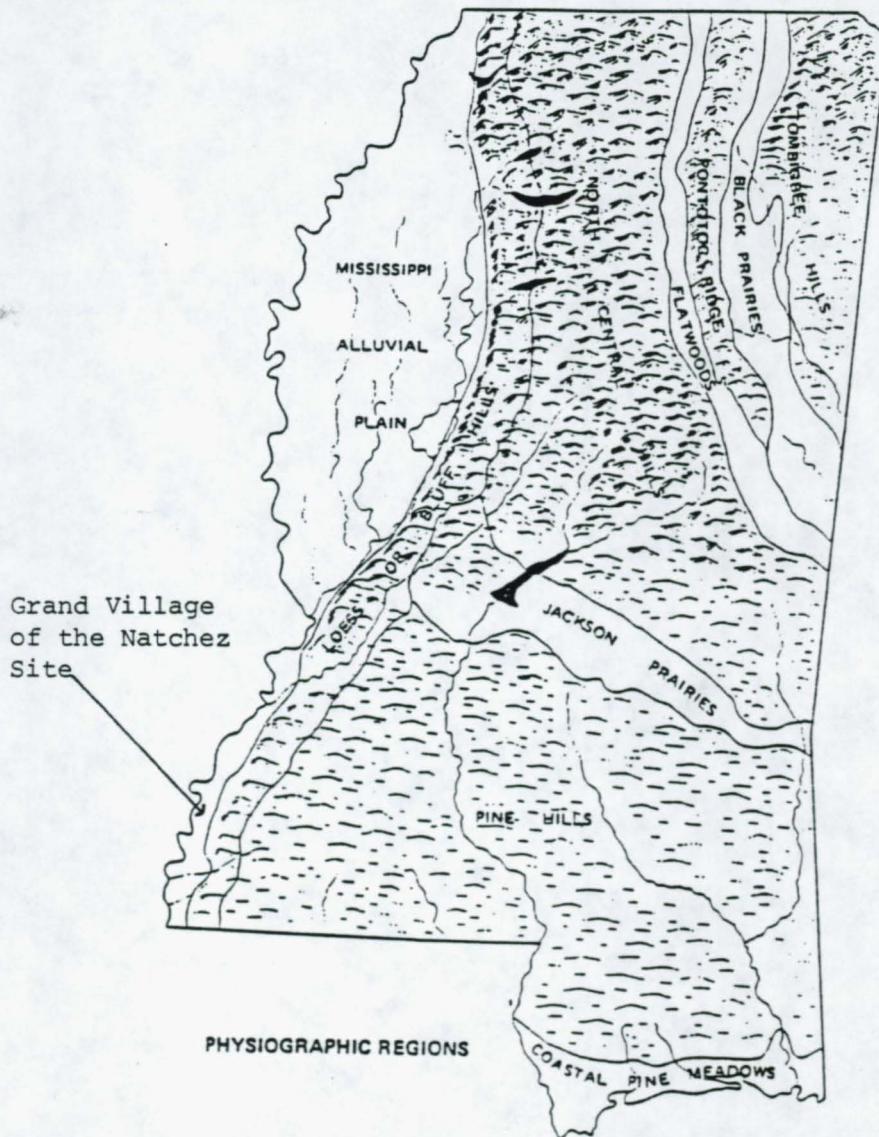 MISSISSIPPI
ALLUVIAL
PLAIN
LOESS OR BLUFF HILLS
NORTH CENTRAL HILLS
FLATWOODS
PONTOTOC RIDGE
BLACK PRAIRIES
TOMBIGBEE HILLS
JACKSON PRAIRIES
Grand Village
of the Natchez
Site
PINE HILLS
PHYSIOGRAPHIC REGIONS
COASTAL PINE MEADOWS